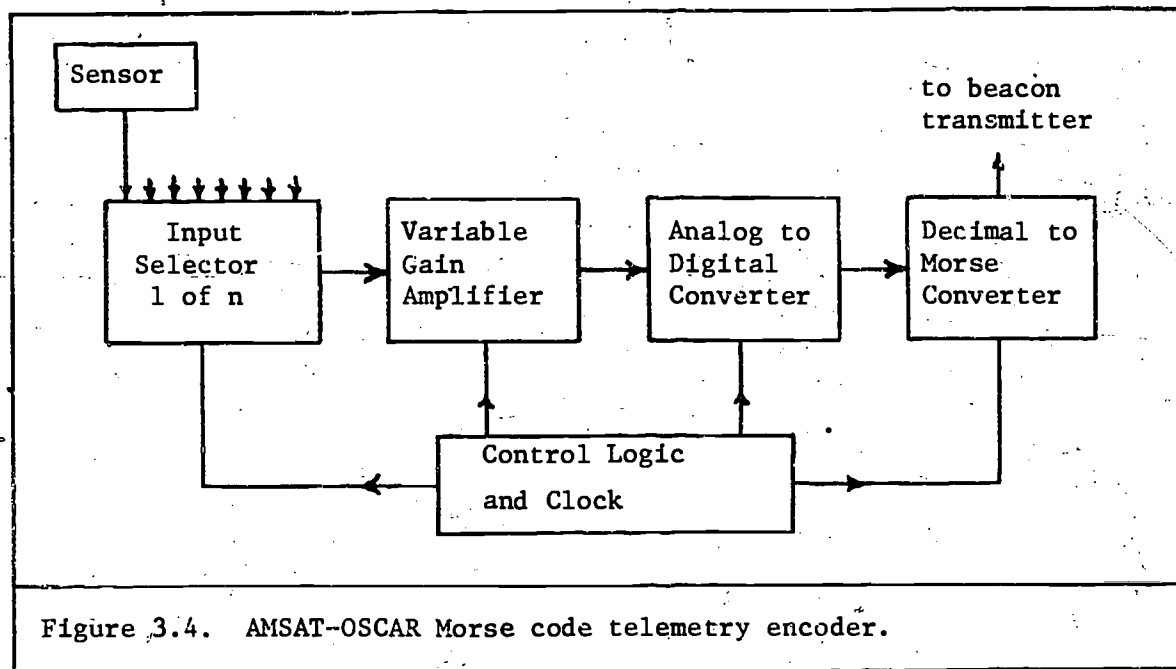 Sensor
to beacon
transmitter
Input
Selector
1 of n
Variable
Gain
Amplifier
Analog to
Digital
Converter
Decimal to
Morse
Converter
Control Logic
and Clock
Figure 3.4. AMSAT-OSCAR Morse code telemetry encoder.